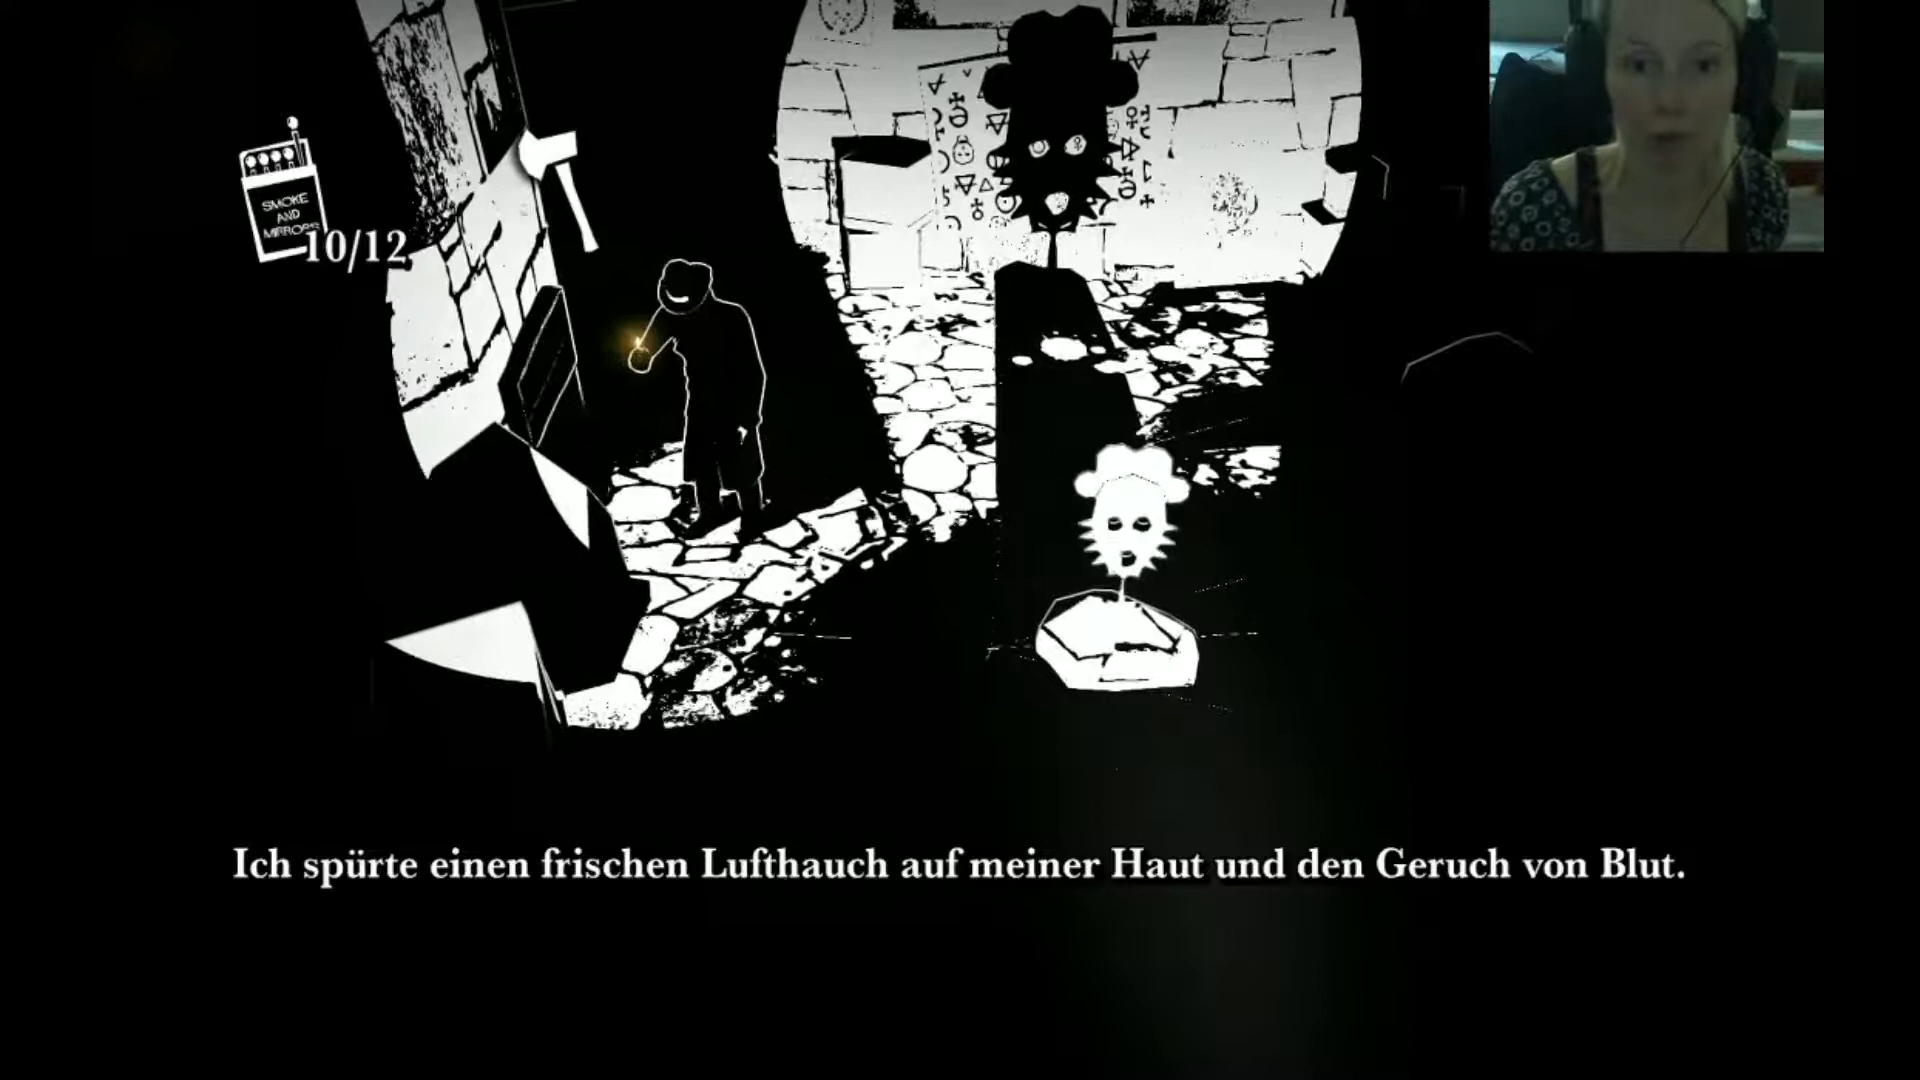 SMOKE
AND
MIRRORS
10/12
Ich spürte einen frischen Lufthauch auf meiner Haut und den Geruch von Blut.